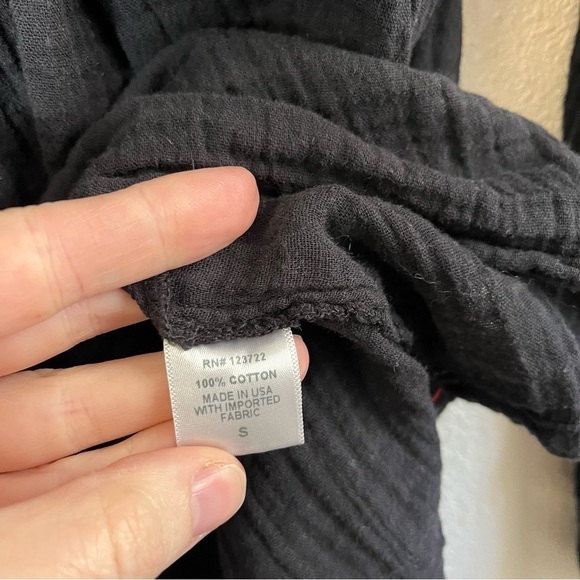 RN# 123722
100% COTTON
MADE IN USA
WITH IMPORTED
FABRIC
S